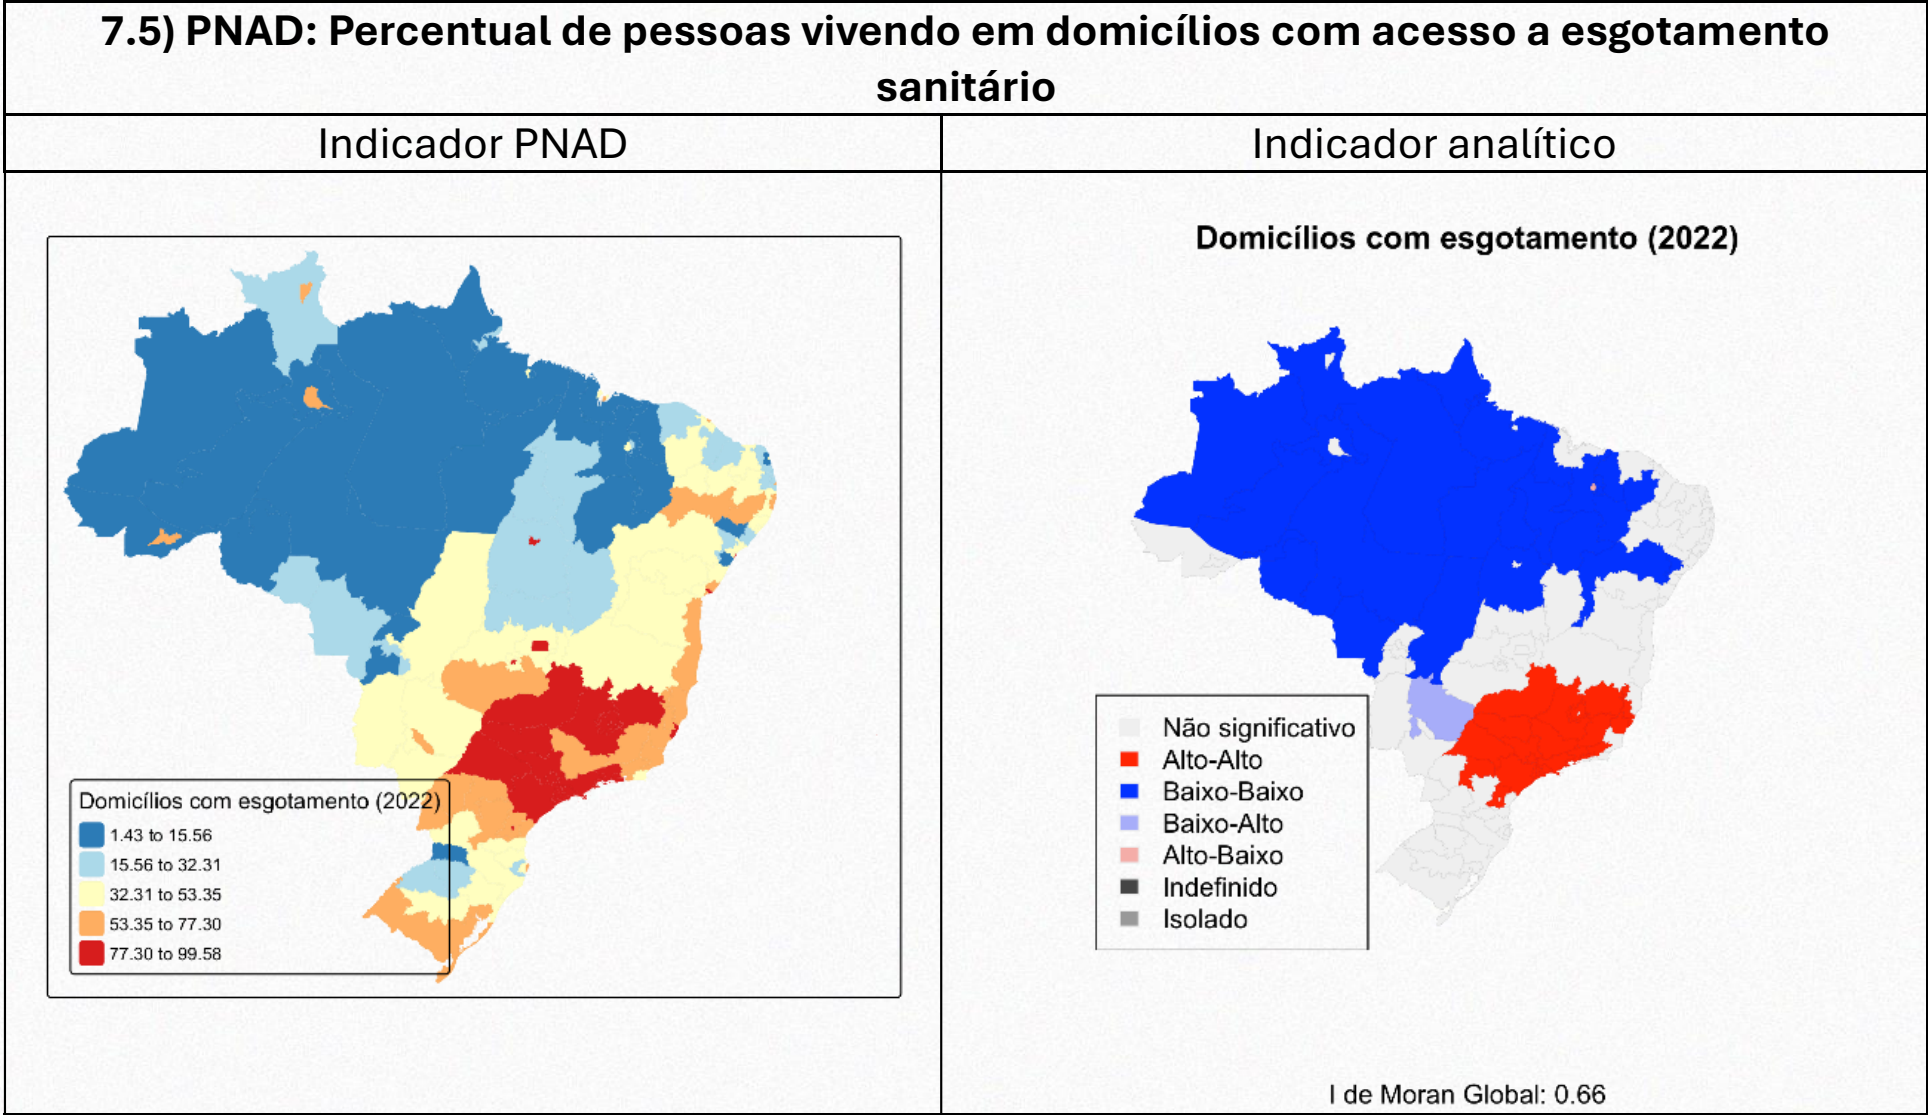 7.5) PNAD: Percentual de pessoas vivendo em domicílios com acesso a esgotamento
sanitário
Indicador PNAD
Indicador analítico
Domicílios com esgotamento (2022)
1.43 to 15.56
15.56 to 32.31
32.31 to 53.35
53.35 to 77.30
77.30 to 99.58
Domicílios com esgotamento (2022)
Não significativo
Alto-Alto
Baixo-Baixo
Baixo-Alto
Alto-Baixo
Indefinido
Isolado
I de Moran Global: 0.66